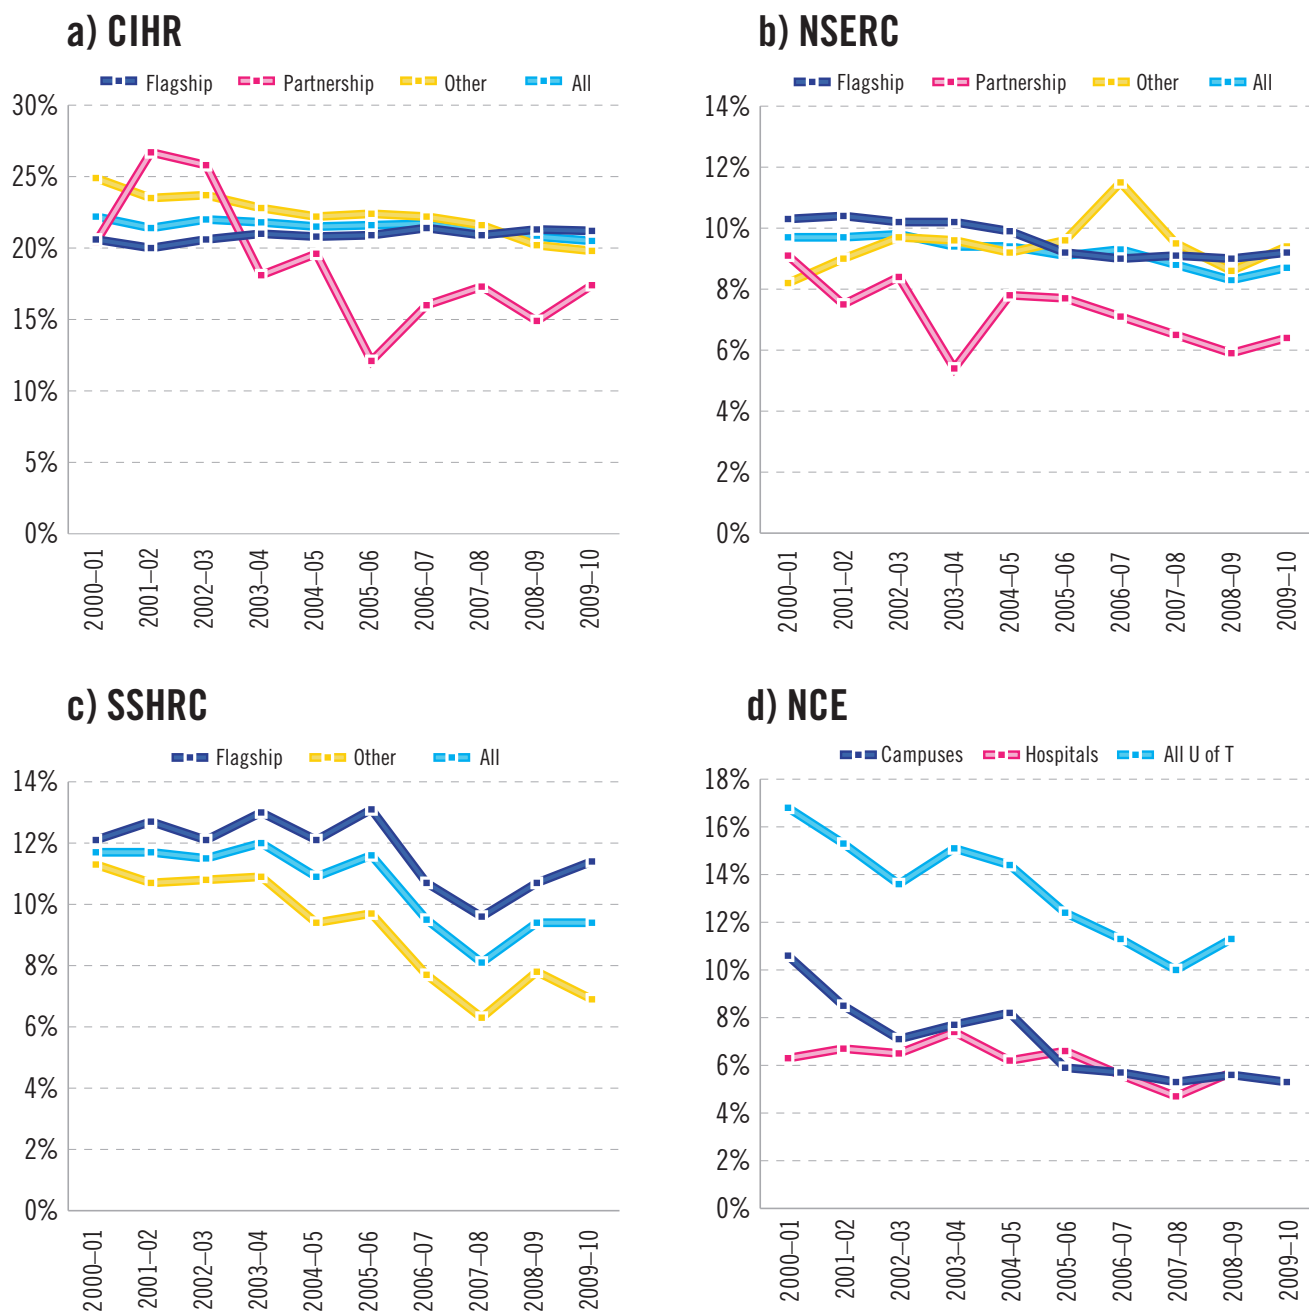 a) CIHR
Flagship Partnership Other All
30%
25%
20%
15%
10%
5%
0%
2000–01 2001–02 2002–03 2003–04 2004–05 2005–06 2006–07 2007–08 2008–09 2009–10
b) NSERC
Flagship Partnership Other All
14%
12%
10%
8%
6%
4%
2%
0%
2000–01 2001–02 2002–03 2003–04 2004–05 2005–06 2006–07 2007–08 2008–09 2009–10
c) SSHRC
Flagship Other All
14%
12%
10%
8%
6%
4%
2%
0%
2000–01 2001–02 2002–03 2003–04 2004–05 2005–06 2006–07 2007–08 2008–09 2009–10
d) NCE
Campuses Hospitals All U of T
18%
16%
14%
12%
10%
8%
6%
4%
2%
0%
2000–01 2001–02 2002–03 2003–04 2004–05 2005–06 2006–07 2007–08 2008–09 2009–10